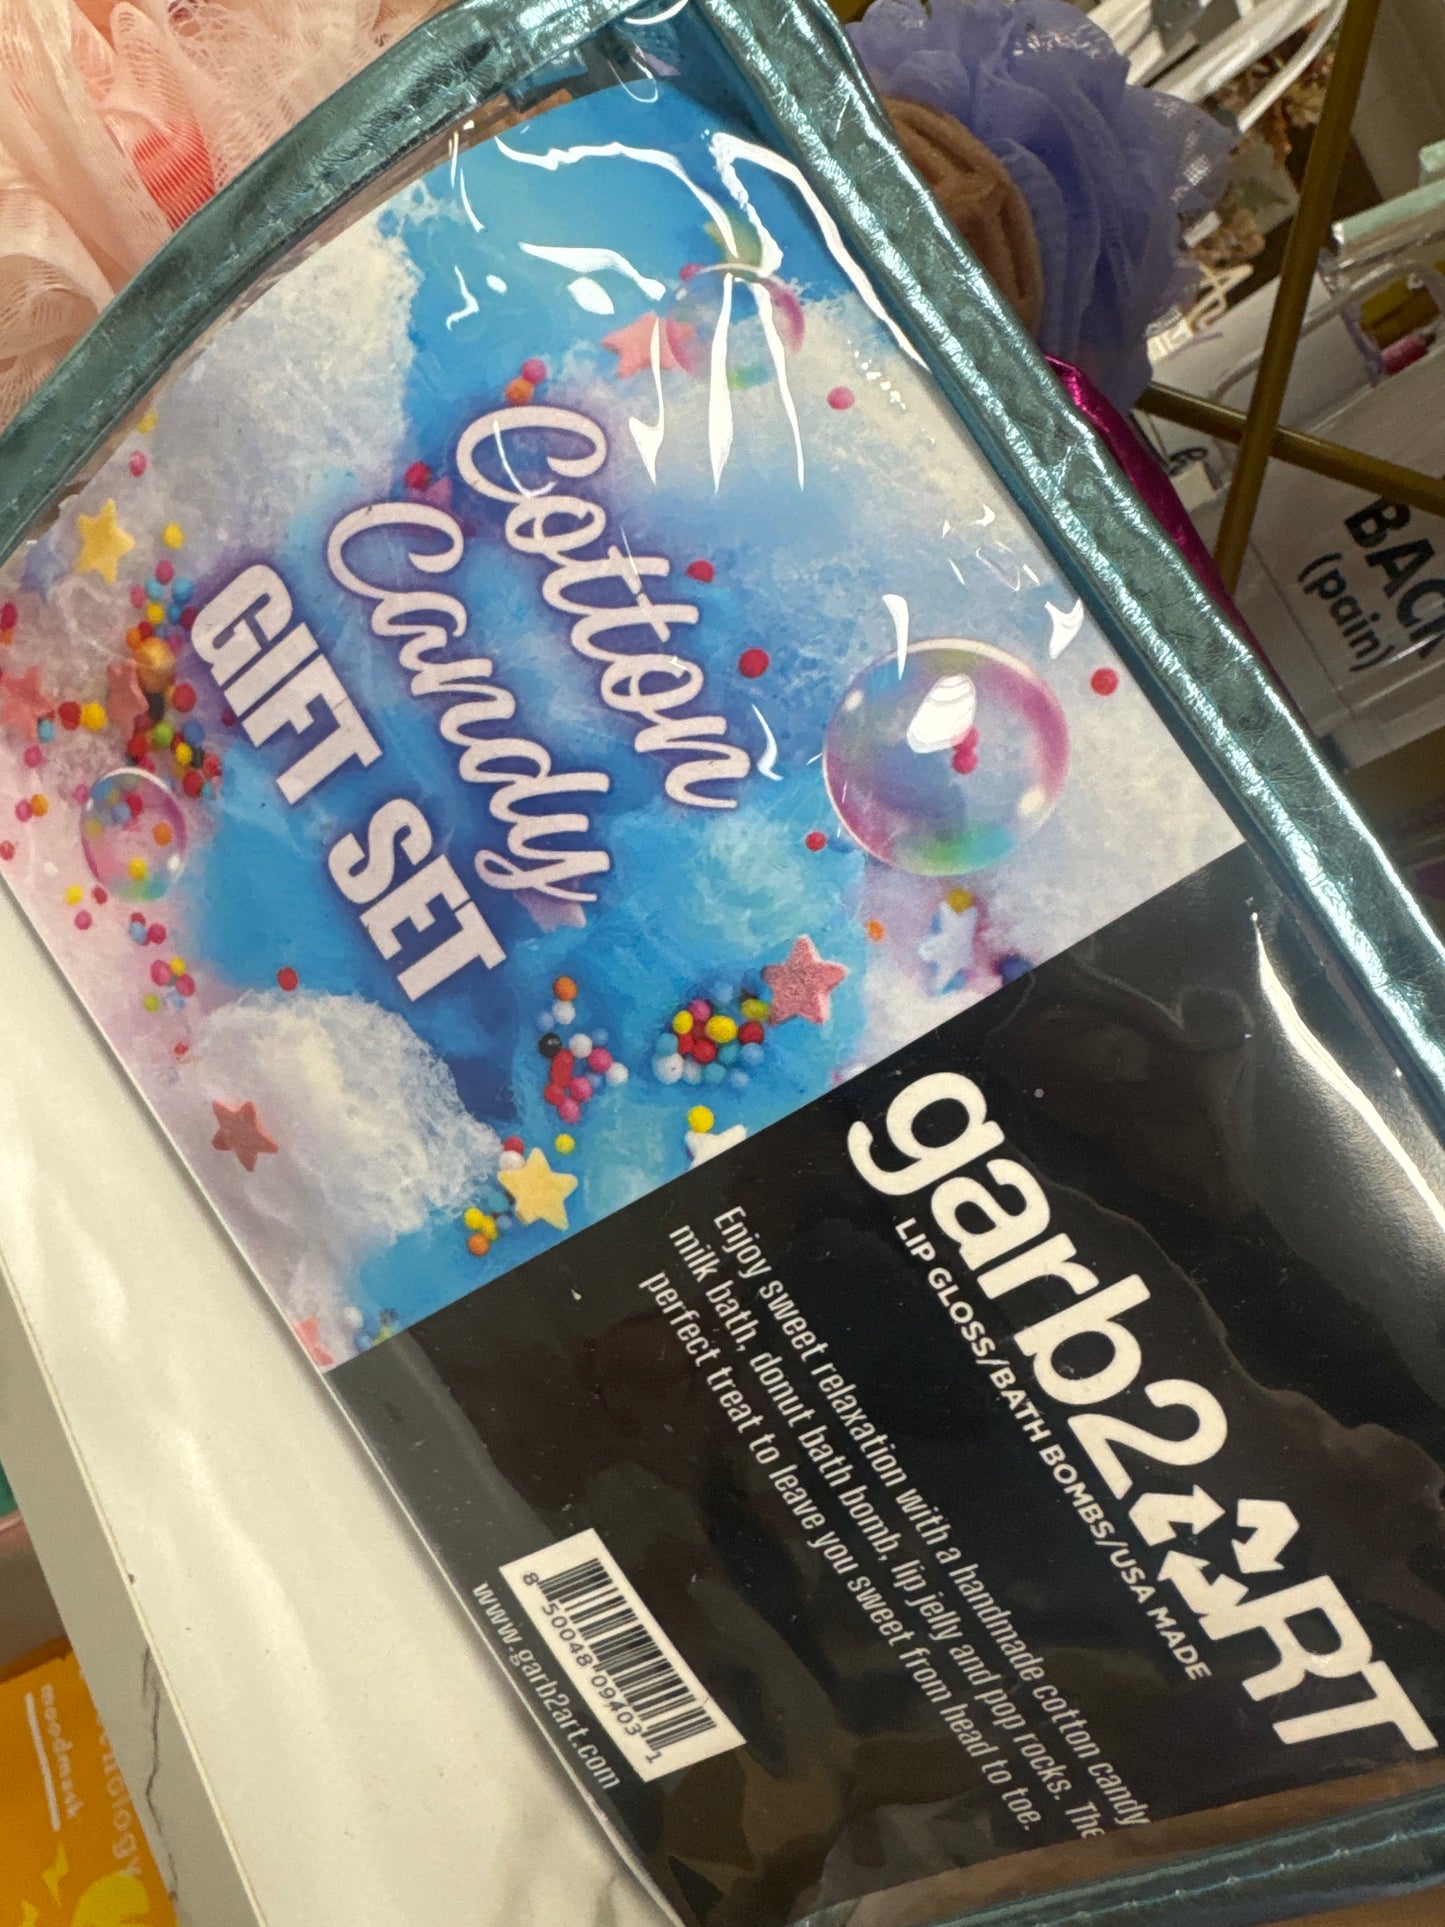 Cotton
Candy
GIFT SET
garb2ART
LIP GLOSS/BATH BOMBS/USA MADE
Enjoy sweet relaxation with a handmade cotton candy
milk bath, donut bath bomb, lip jelly and pop rocks. The
perfect treat to leave you sweet from head to toe.
8 50048 09403 1
www.garb2art.com
BACK
(pain)
moodmask